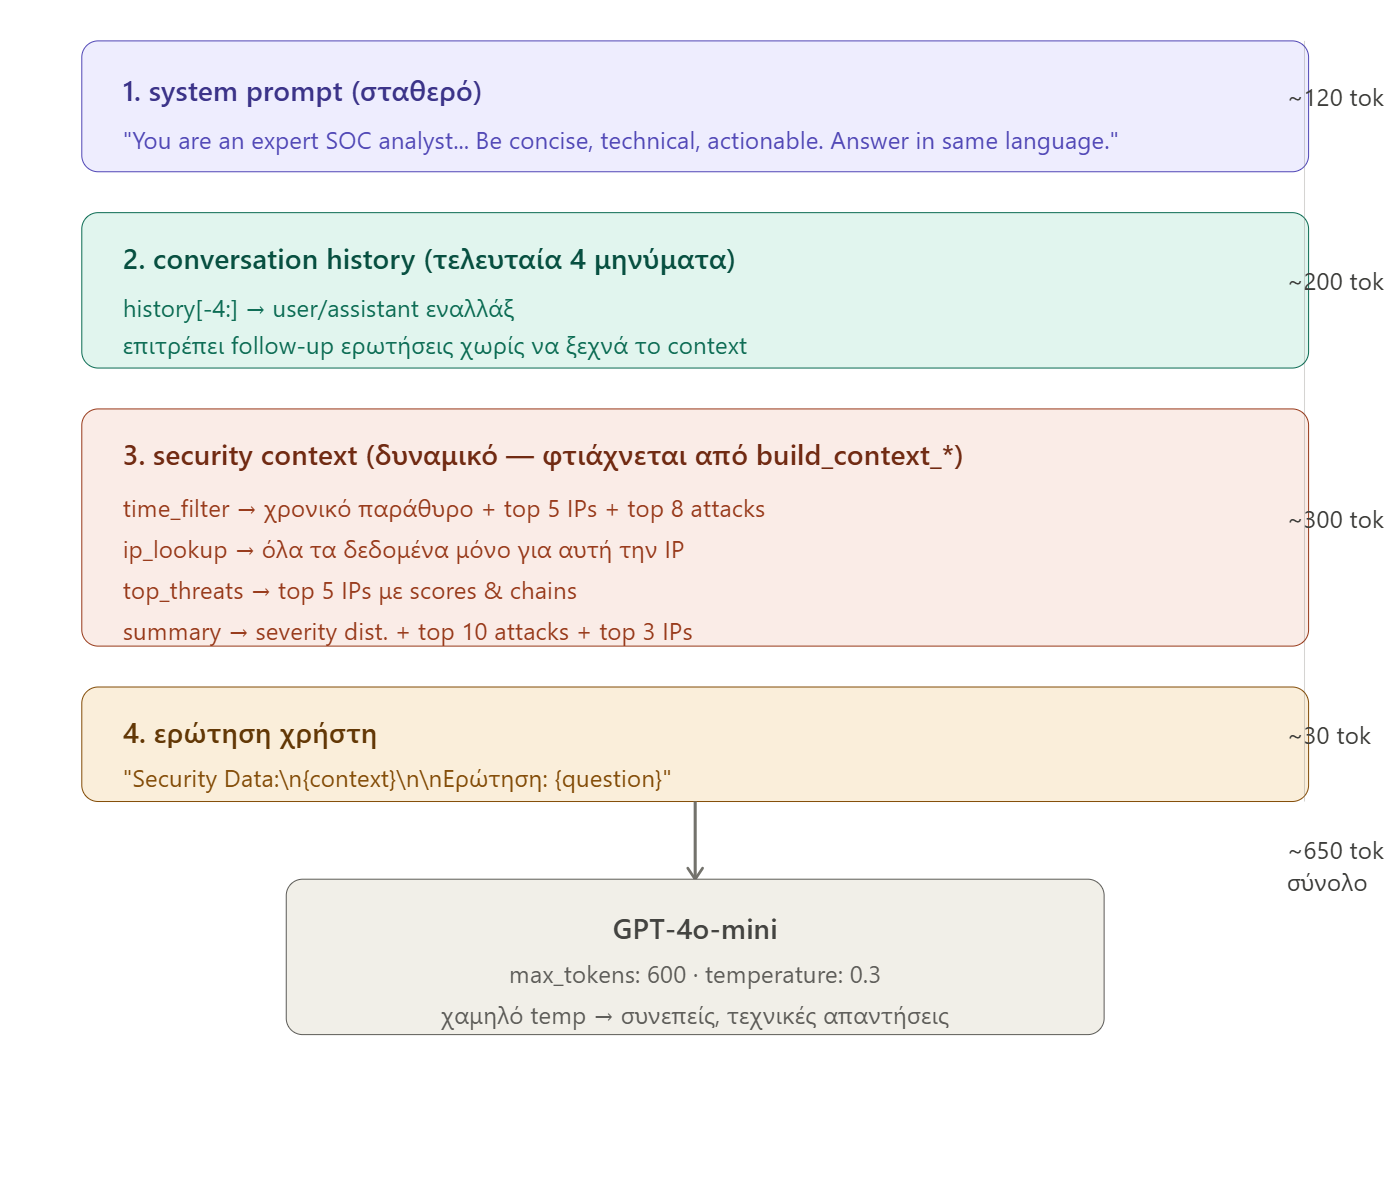 1. system prompt (σταθερό)
~120 tok
"You are an expert SOC analyst... Be concise, technical, actionable. Answer in same language."
2. conversation history (τελευταία 4 μηνύματα)
~200 tok
history[-4:] → user/assistant εναλλάξ
επιτρέπει follow-up ερωτήσεις χωρίς να ξεχνά το context
3. security context (δυναμικό — φτιάχνεται από build_context_*)
time_filter → χρονικό παράθυρο + top 5 IPs + top 8 attacks
~300 tok
ip_lookup → όλα τα δεδομένα μόνο για αυτή την IP
top_threats → top 5 IPs με scores & chains
summary → severity dist. + top 10 attacks + top 3 IPs
4. ερώτηση χρήστη
~30 tok
"Security Data:\n{context}\n\nΕρώτηση: {question}"
~650 tok
σύνολο
GPT-4o-mini
max_tokens: 600 · temperature: 0.3
χαμηλό temp → συνεπείς, τεχνικές απαντήσεις